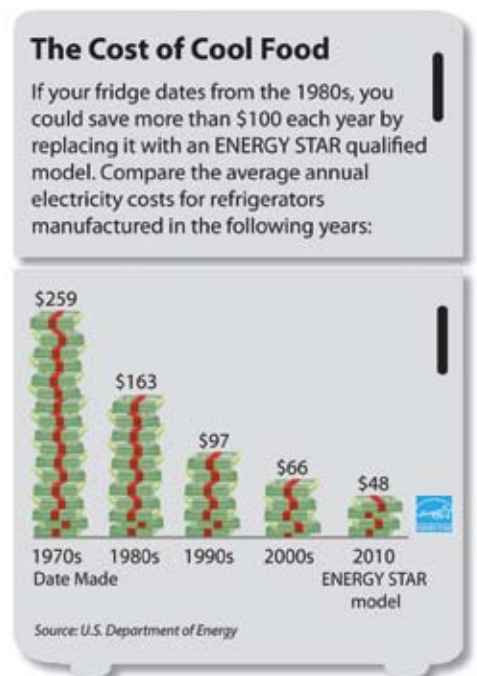 The Cost of Cool Food
If your fridge dates from the 1980s, you
could save more than $100 each year by
replacing it with an ENERGY STAR qualified
model. Compare the average annual
electricity costs for refrigerators
manufactured in the following years:
$259
$163
$97
$66
$48
1970s 1980s 1990s 2000s 2010
Date Made ENERGY STAR
model
Source: U.S. Department of Energy